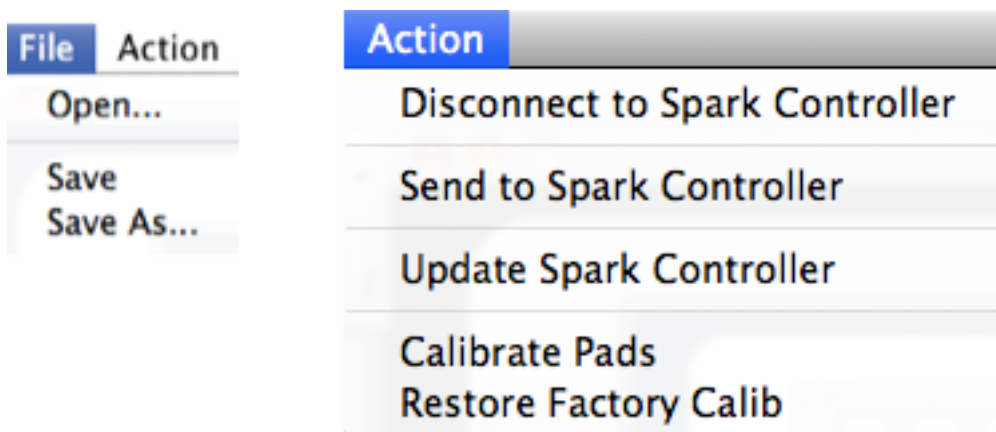 File Action
Open...
Save
Save As...
Action
Disconnect to Spark Controller
Send to Spark Controller
Update Spark Controller
Calibrate Pads
Restore Factory Calib